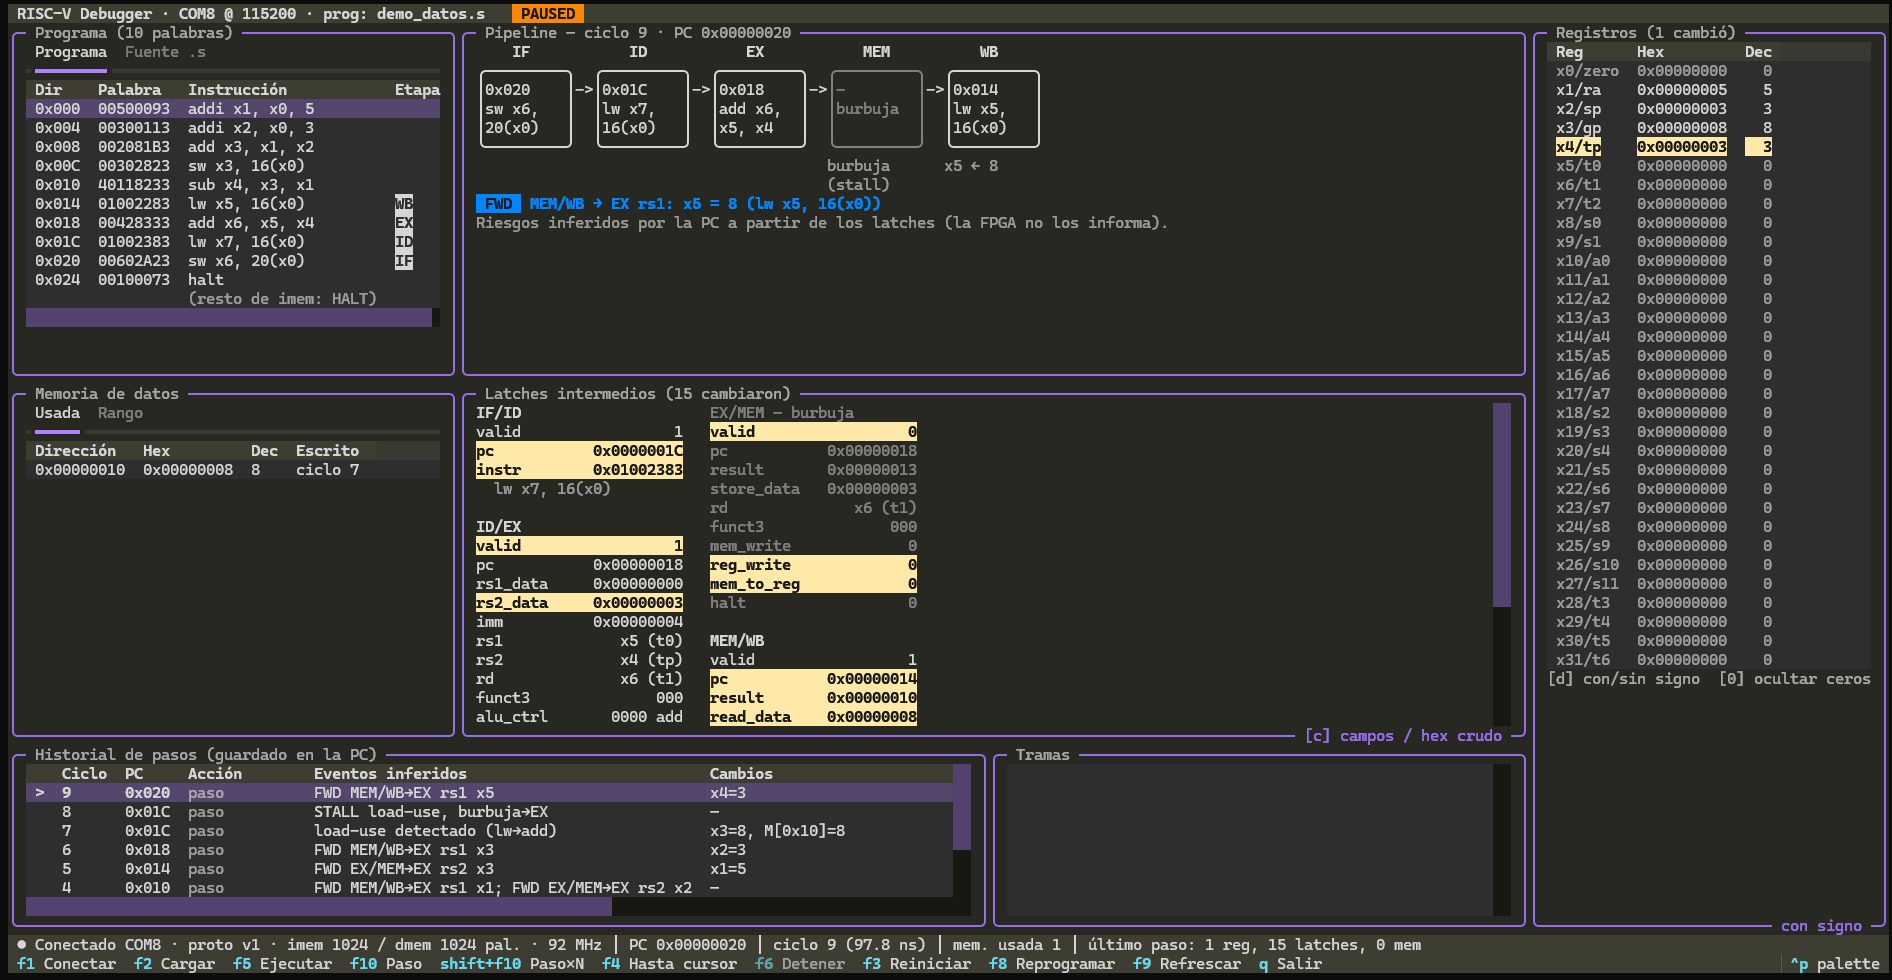 RISC-V Debugger · COM8 @ 115200 · prog: demo_datos.s PAUSED
Programa (10 palabras)
Programa Fuente .s
Dir Palabra Instrucción Etapa
0x000 00500093 addi x1, x0, 5
0x004 00300113 addi x2, x0, 3
0x008 002081B3 add x3, x1, x2
0x00C 00302823 sw x3, 16(x0)
0x010 40118233 sub x4, x3, x1
0x014 01002283 lw x5, 16(x0) WB
0x018 00428333 add x6, x5, x4 EX
0x01C 01002383 lw x7, 16(x0) ID
0x020 00602A23 sw x6, 20(x0) IF
0x024 00100073 halt
(resto de imem: HALT)
Pipeline — ciclo 9 · PC 0x00000020
IF ID EX MEM WB
0x020 -> 0x01C -> 0x018 -> — -> 0x014
sw x6, lw x7, add x6, burbuja lw x5,
20(x0) 16(x0) x5, x4 16(x0)
burbuja x5 ← 8
(stall)
FWD MEM/WB → EX rs1: x5 = 8 (lw x5, 16(x0))
Riesgos inferidos por la PC a partir de los latches (la FPGA no los informa).
Registros (1 cambió)
Reg Hex Dec
x0/zero 0x00000000 0
x1/ra 0x00000005 5
x2/sp 0x00000003 3
x3/gp 0x00000008 8
x4/tp 0x00000003 3
x5/t0 0x00000000 0
x6/t1 0x00000000 0
x7/t2 0x00000000 0
x8/s0 0x00000000 0
x9/s1 0x00000000 0
x10/a0 0x00000000 0
x11/a1 0x00000000 0
x12/a2 0x00000000 0
x13/a3 0x00000000 0
x14/a4 0x00000000 0
x15/a5 0x00000000 0
x16/a6 0x00000000 0
x17/a7 0x00000000 0
x18/s2 0x00000000 0
x19/s3 0x00000000 0
x20/s4 0x00000000 0
x21/s5 0x00000000 0
x22/s6 0x00000000 0
x23/s7 0x00000000 0
x24/s8 0x00000000 0
x25/s9 0x00000000 0
x26/s10 0x00000000 0
x27/s11 0x00000000 0
x28/t3 0x00000000 0
x29/t4 0x00000000 0
x30/t5 0x00000000 0
x31/t6 0x00000000 0
[d] con/sin signo [0] ocultar ceros
con signo
Memoria de datos
Usada Rango
Dirección Hex Dec Escrito
0x00000010 0x00000008 8 ciclo 7
Latches intermedios (15 cambiaron)
IF/ID
valid 1
pc 0x0000001C
instr 0x01002383
lw x7, 16(x0)
ID/EX
valid 1
pc 0x00000018
rs1_data 0x00000000
rs2_data 0x00000003
imm 0x00000004
rs1 x5 (t0)
rs2 x4 (tp)
rd x6 (t1)
funct3 000
alu_ctrl 0000 add
EX/MEM — burbuja
valid 0
pc 0x00000018
result 0x00000013
store_data 0x00000003
rd x6 (t1)
funct3 000
mem_write 0
reg_write 0
mem_to_reg 0
halt 0
MEM/WB
valid 1
pc 0x00000014
result 0x00000010
read_data 0x00000008
[c] campos / hex crudo
Historial de pasos (guardado en la PC)
Ciclo PC Acción Eventos inferidos Cambios
> 9 0x020 paso FWD MEM/WB→EX rs1 x5 x4=3
8 0x01C paso STALL load-use, burbuja→EX —
7 0x01C paso load-use detectado (lw→add) x3=8, M[0x10]=8
6 0x018 paso FWD MEM/WB→EX rs1 x3 x2=3
5 0x014 paso FWD EX/MEM→EX rs2 x3 x1=5
4 0x010 paso FWD MEM/WB→EX rs1 x1; FWD EX/MEM→EX rs2 x2 —
Tramas
● Conectado COM8 · proto v1 · imem 1024 / dmem 1024 pal. · 92 MHz │ PC 0x00000020 │ ciclo 9 (97.8 ns) │ mem. usada 1 │ último paso: 1 reg, 15 latches, 0 mem
f1 Conectar f2 Cargar f5 Ejecutar f10 Paso shift+f10 Paso×N f4 Hasta cursor f6 Detener f3 Reiniciar f8 Reprogramar f9 Refrescar q Salir ^p palette